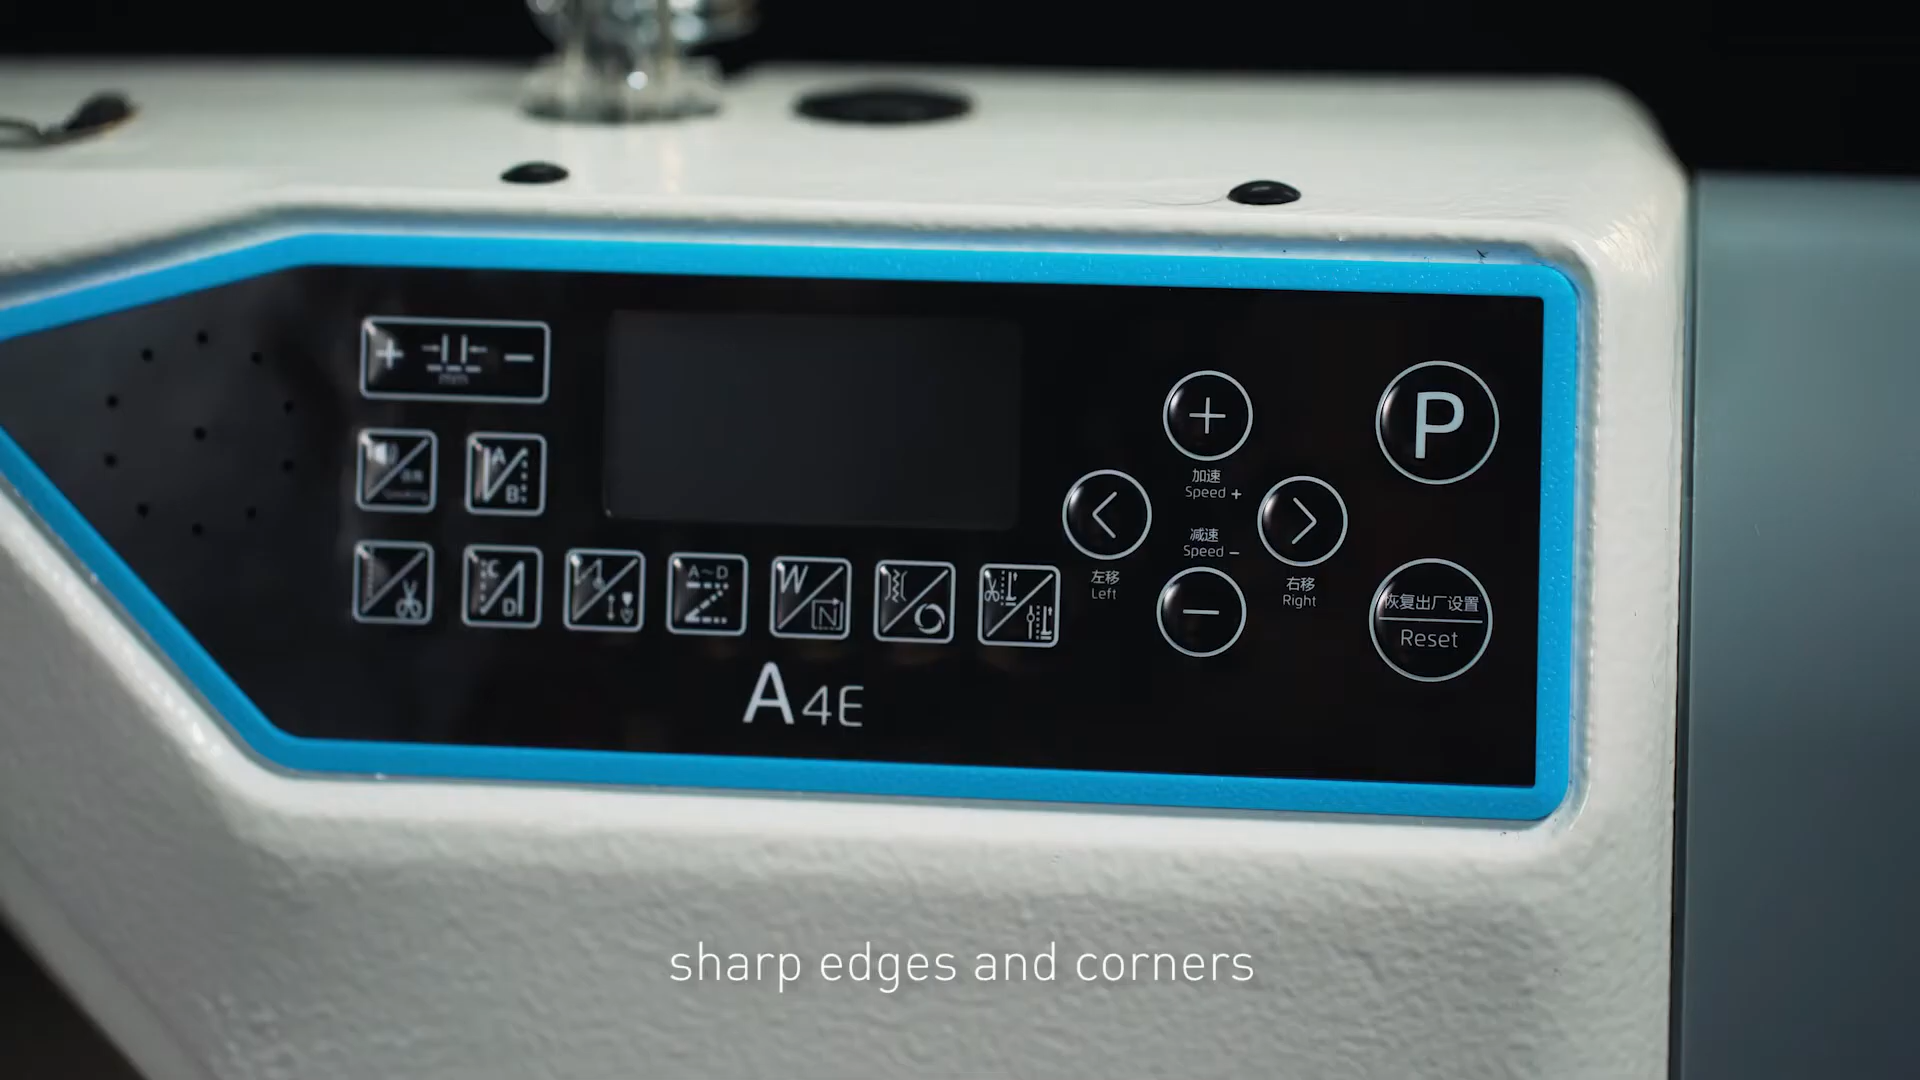 + −
mm
A
B
C
D
A~D
W
N
A4E
+
加速
Speed +
减速
Speed −
−
左移
Left
右移
Right
P
恢复出厂设置
Reset
sharp edges and corners